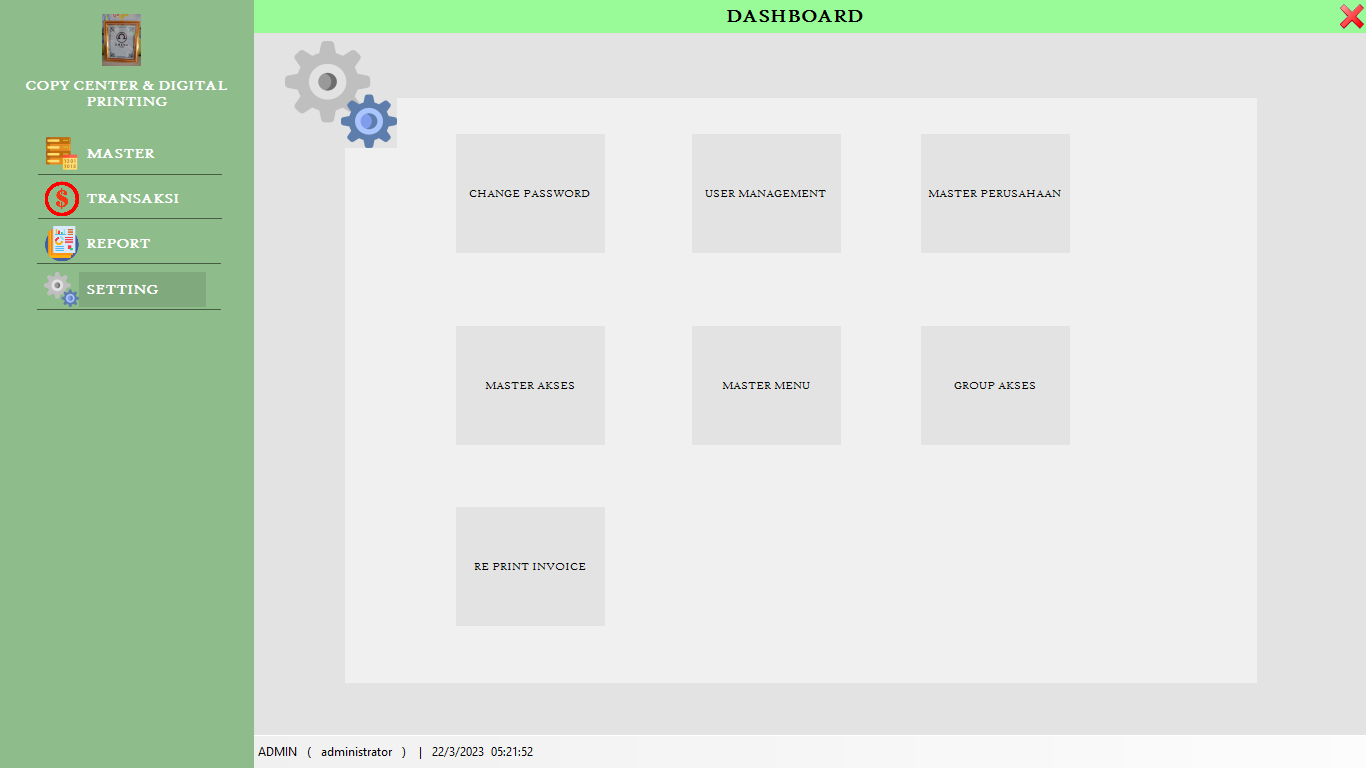 DASHBOARD
COPY CENTER & DIGITAL
PRINTING
MASTER
TRANSAKSI
REPORT
SETTING
CHANGE PASSWORD
USER MANAGEMENT
MASTER PERUSAHAAN
MASTER AKSES
MASTER MENU
GROUP AKSES
RE PRINT INVOICE
ADMIN ( administrator ) | 22/3/2023 05:21:52